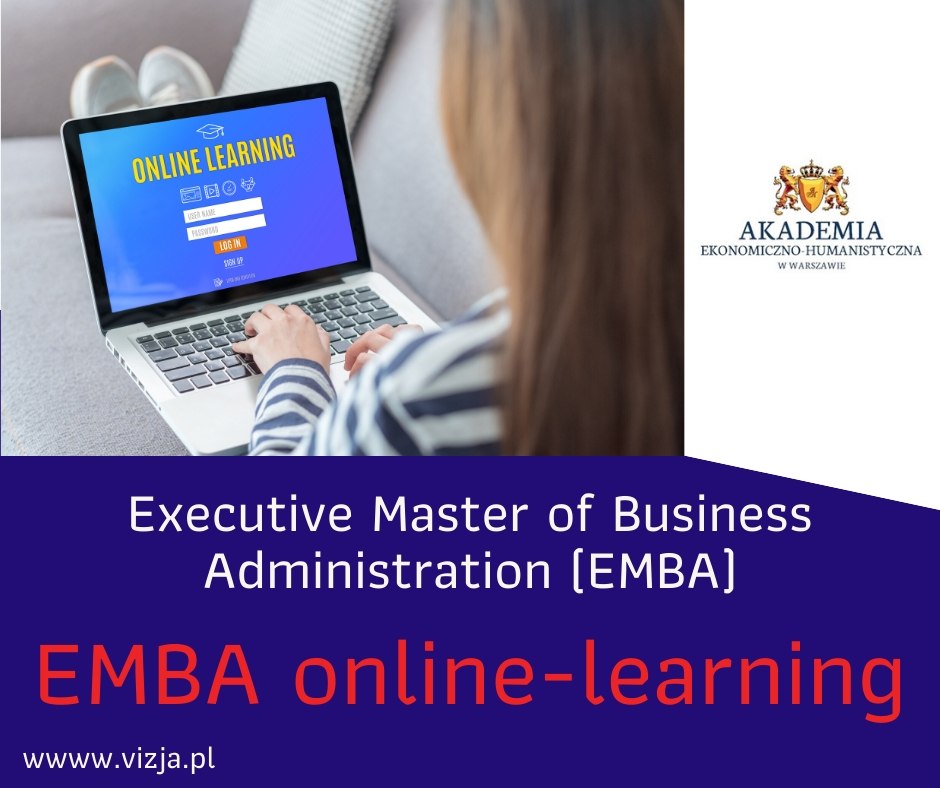 ONLINE LEARNING
USER NAME
PASSWORD
LOG IN
SIGN UP
AKADEMIA
EKONOMICZNO-HUMANISTYCZNA
W WARSZAWIE
Executive Master of Business
Administration (EMBA)
EMBA online-learning
wwww.vizja.pl